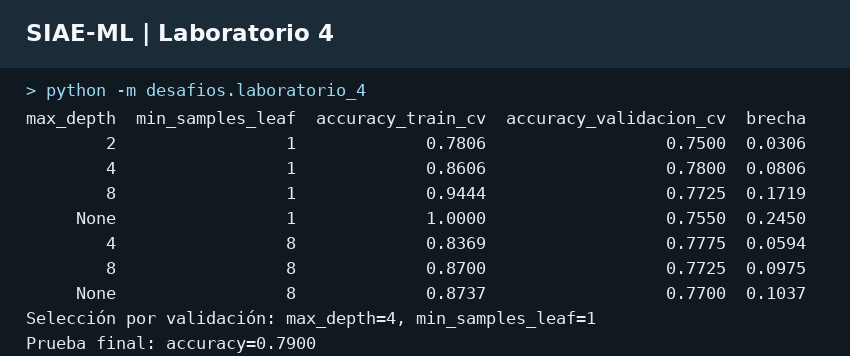 SIAE-ML | Laboratorio 4
> python -m desafios.laboratorio_4
max_depth  min_samples_leaf  accuracy_train_cv  accuracy_validacion_cv  brecha
        2                 1             0.7806                  0.7500  0.0306
        4                 1             0.8606                  0.7800  0.0806
        8                 1             0.9444                  0.7725  0.1719
     None                 1             1.0000                  0.7550  0.2450
        4                 8             0.8369                  0.7775  0.0594
        8                 8             0.8700                  0.7725  0.0975
     None                 8             0.8737                  0.7700  0.1037
Selección por validación: max_depth=4, min_samples_leaf=1
Prueba final: accuracy=0.7900